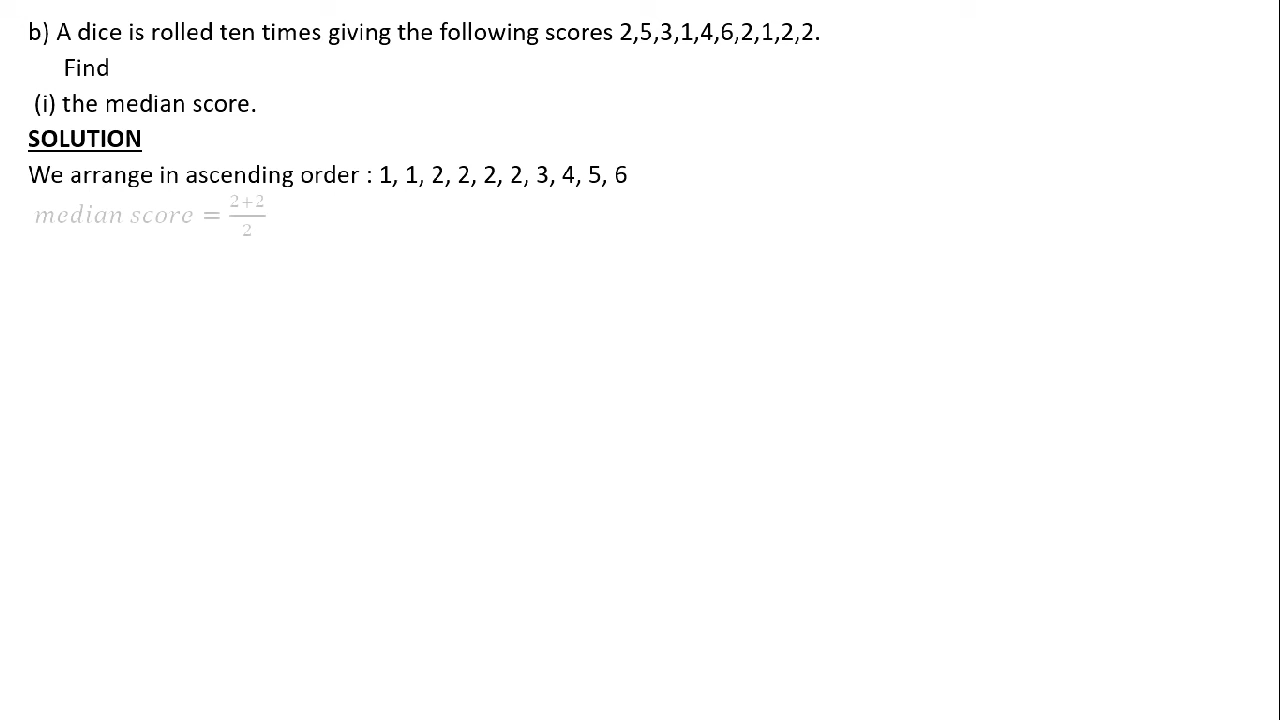 b) A dice is rolled ten times giving the following scores 2,5,3,1,4,6,2,1,2,2.
Find
(i) the median score.
SOLUTION
We arrange in ascending order : 1, 1, 2, 2, 2, 2, 3, 4, 5, 6
median score = \frac{2+2}{2}